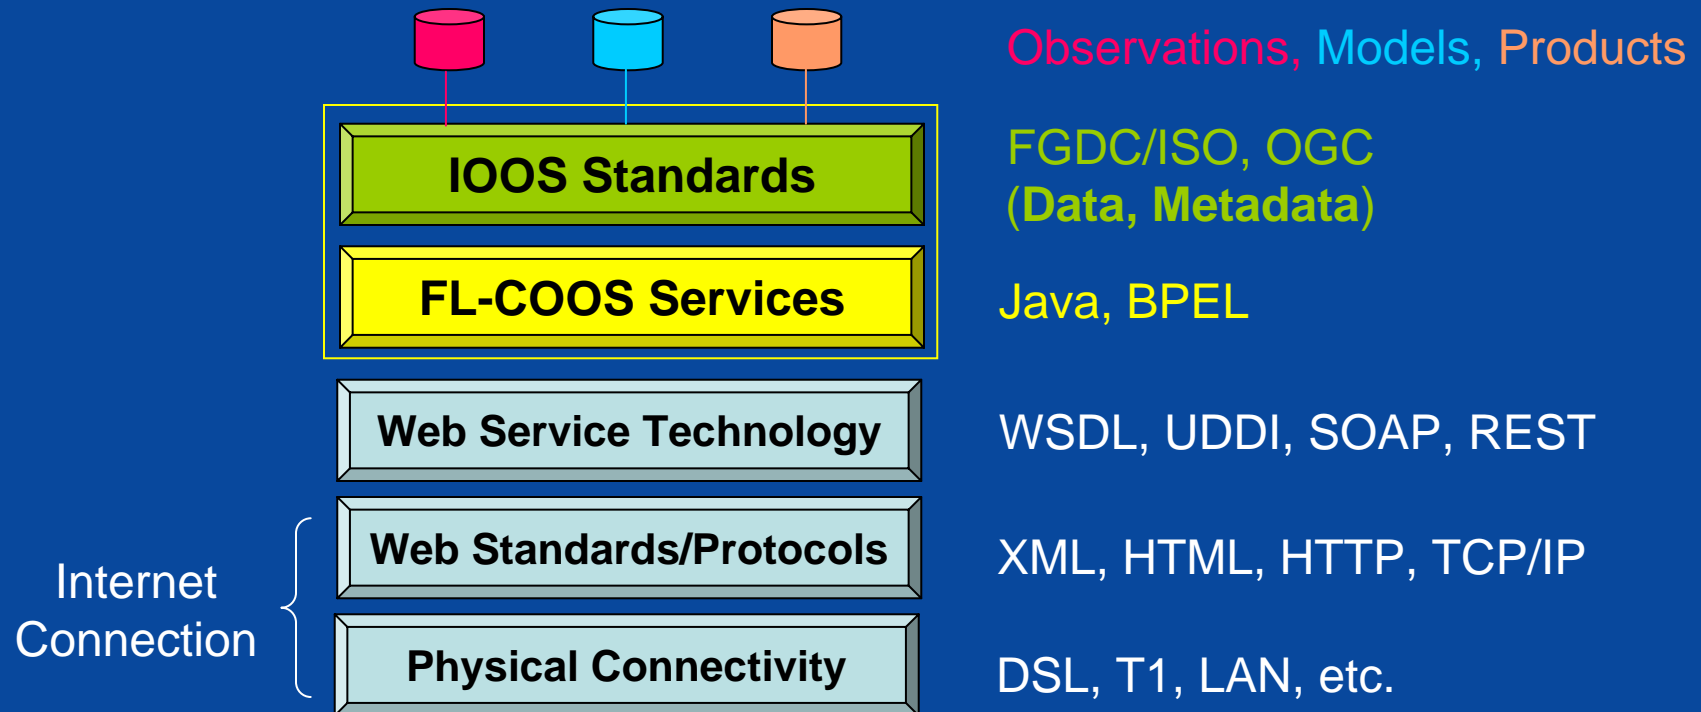 Observations, Models, Products
IOOS Standards
FGDC/ISO, OGC
(Data, Metadata)
FL-COOS Services
Java, BPEL
Web Service Technology
WSDL, UDDI, SOAP, REST
Web Standards/Protocols
XML, HTML, HTTP, TCP/IP
Internet
Connection
Physical Connectivity
DSL, T1, LAN, etc.